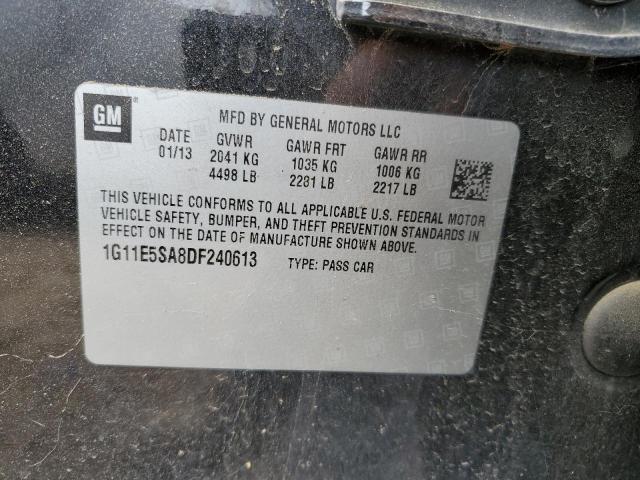 GM
MFD BY GENERAL MOTORS LLC
DATE GVWR GAWR FRT GAWR RR
01/13 2041 KG 1035 KG 1006 KG
4498 LB 2281 LB 2217 LB
THIS VEHICLE CONFORMS TO ALL APPLICABLE U.S. FEDERAL MOTOR
VEHICLE SAFETY, BUMPER, AND THEFT PREVENTION STANDARDS IN
EFFECT ON THE DATE OF MANUFACTURE SHOWN ABOVE.
1G11E5SA8DF240613 TYPE: PASS CAR